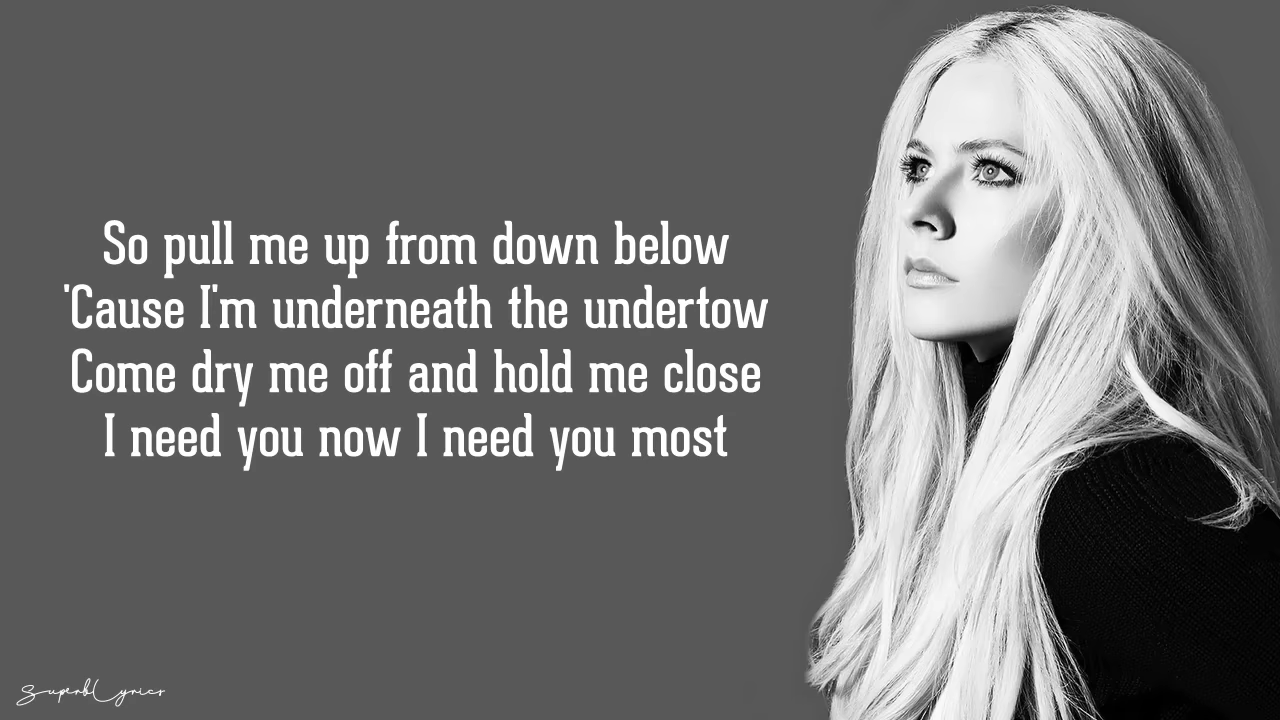 So pull me up from down below
'Cause I'm underneath the undertow
Come dry me off and hold me close
I need you now I need you most
SuperbLyrics